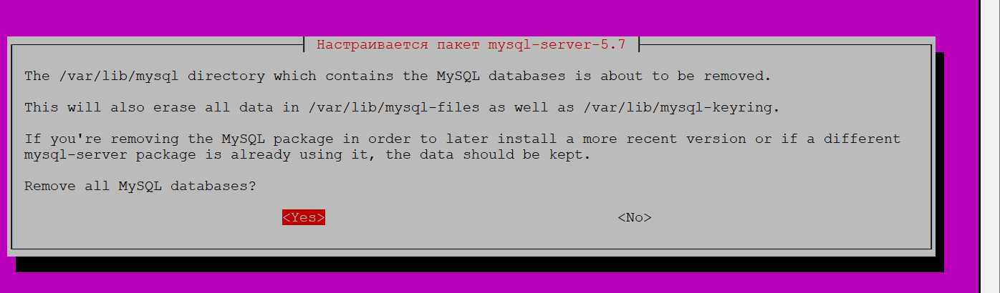 Настраивается пакет mysql-server-5.7
The /var/lib/mysql directory which contains the MySQL databases is about to be removed.
This will also erase all data in /var/lib/mysql-files as well as /var/lib/mysql-keyring.
If you're removing the MySQL package in order to later install a more recent version or if a different
mysql-server package is already using it, the data should be kept.
Remove all MySQL databases?
<Yes> <No>